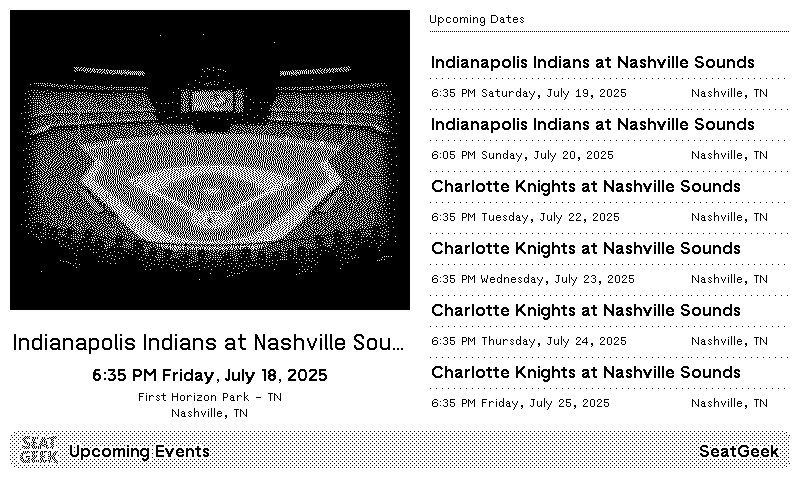 Indianapolis Indians at Nashville Sou...
6:35 PM Friday, July 18, 2025
First Horizon Park - TN
Nashville, TN
Upcoming Dates
Indianapolis Indians at Nashville Sounds
6:35 PM Saturday, July 19, 2025 Nashville, TN
Indianapolis Indians at Nashville Sounds
6:05 PM Sunday, July 20, 2025 Nashville, TN
Charlotte Knights at Nashville Sounds
6:35 PM Tuesday, July 22, 2025 Nashville, TN
Charlotte Knights at Nashville Sounds
6:35 PM Wednesday, July 23, 2025 Nashville, TN
Charlotte Knights at Nashville Sounds
6:35 PM Thursday, July 24, 2025 Nashville, TN
Charlotte Knights at Nashville Sounds
6:35 PM Friday, July 25, 2025 Nashville, TN
SEAT
GEEK
Upcoming Events SeatGeek